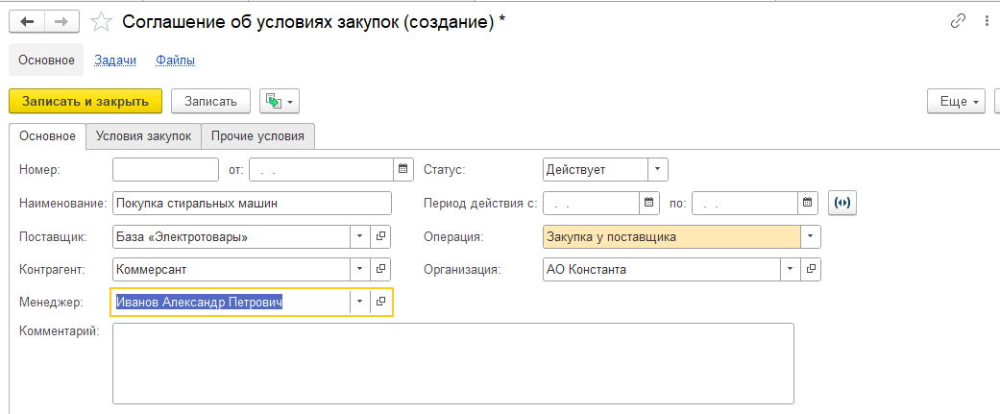 Соглашение об условиях закупок (создание) *
Основное Задачи Файлы
Записать и закрыть Записать Еще
Основное Условия закупок Прочие условия
Номер: от: . . Статус: Действует
Наименование: Покупка стиральных машин Период действия с: . . по: . .
Поставщик: База «Электротовары» Операция: Закупка у поставщика
Контрагент: Коммерсант Организация: АО Константа
Менеджер: Иванов Александр Петрович
Комментарий: